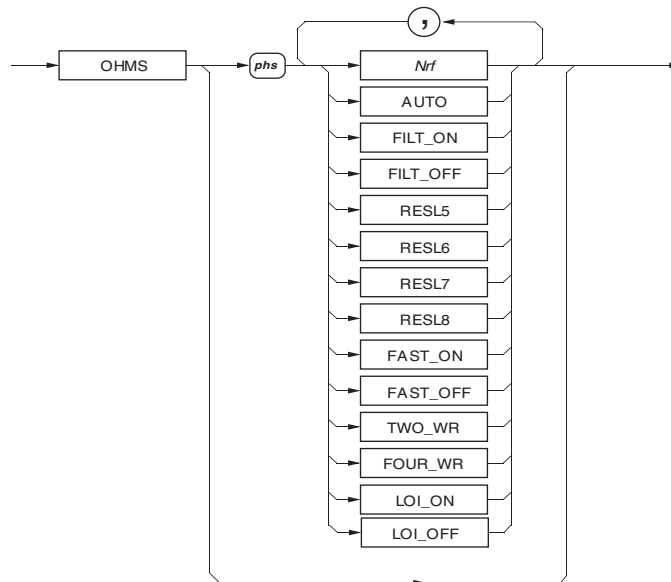 ,
OHMS
phs
Nrf
AUTO
FILT_ON
FILT_OFF
RESL5
RESL6
RESL7
RESL8
FAST_ON
FAST_OFF
TWO_WR
FOUR_WR
LOI_ON
LOI_OFF